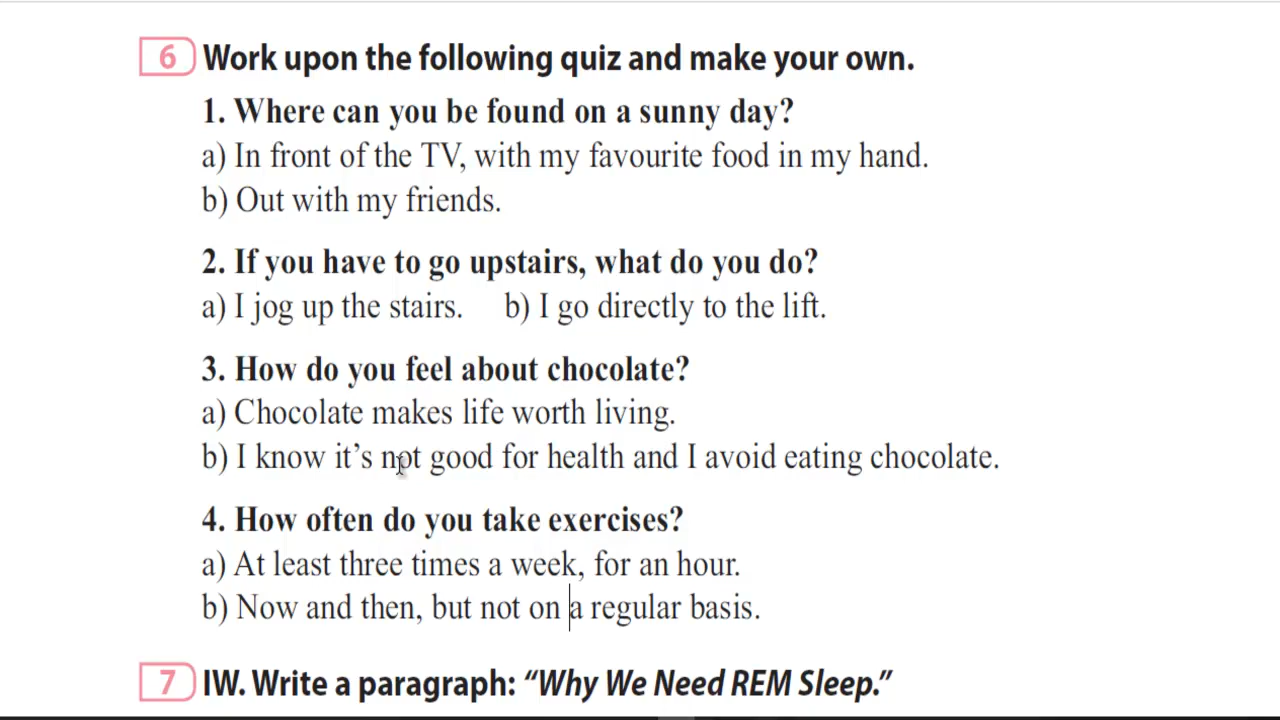 6 Work upon the following quiz and make your own.
1. Where can you be found on a sunny day?
a) In front of the TV, with my favourite food in my hand.
b) Out with my friends.
2. If you have to go upstairs, what do you do?
a) I jog up the stairs. b) I go directly to the lift.
3. How do you feel about chocolate?
a) Chocolate makes life worth living.
b) I know it’s not good for health and I avoid eating chocolate.
4. How often do you take exercises?
a) At least three times a week, for an hour.
b) Now and then, but not on a regular basis.
7 IW. Write a paragraph: “Why We Need REM Sleep.”